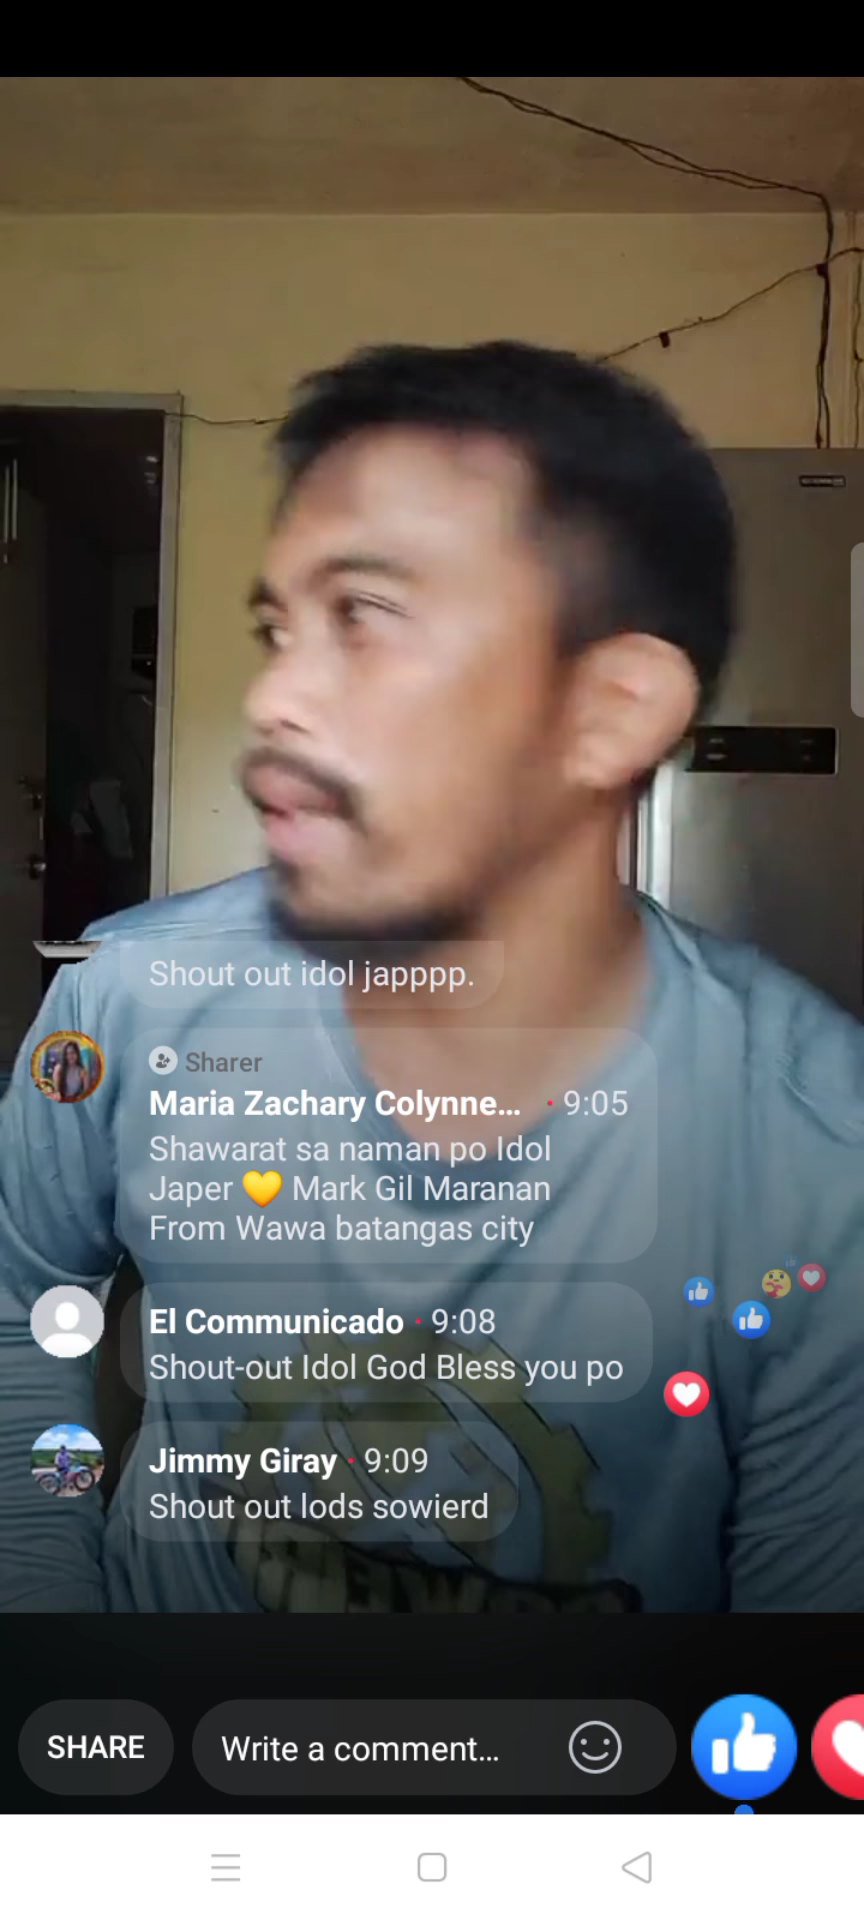 Shout out idol japppp.
Sharer
Maria Zachary Colynne... · 9:05
Shawarat sa naman po Idol
Japer 💛 Mark Gil Maranan
From Wawa batangas city
El Communicado · 9:08
Shout-out Idol God Bless you po
Jimmy Giray · 9:09
Shout out lods sowierd
SHARE
Write a comment...